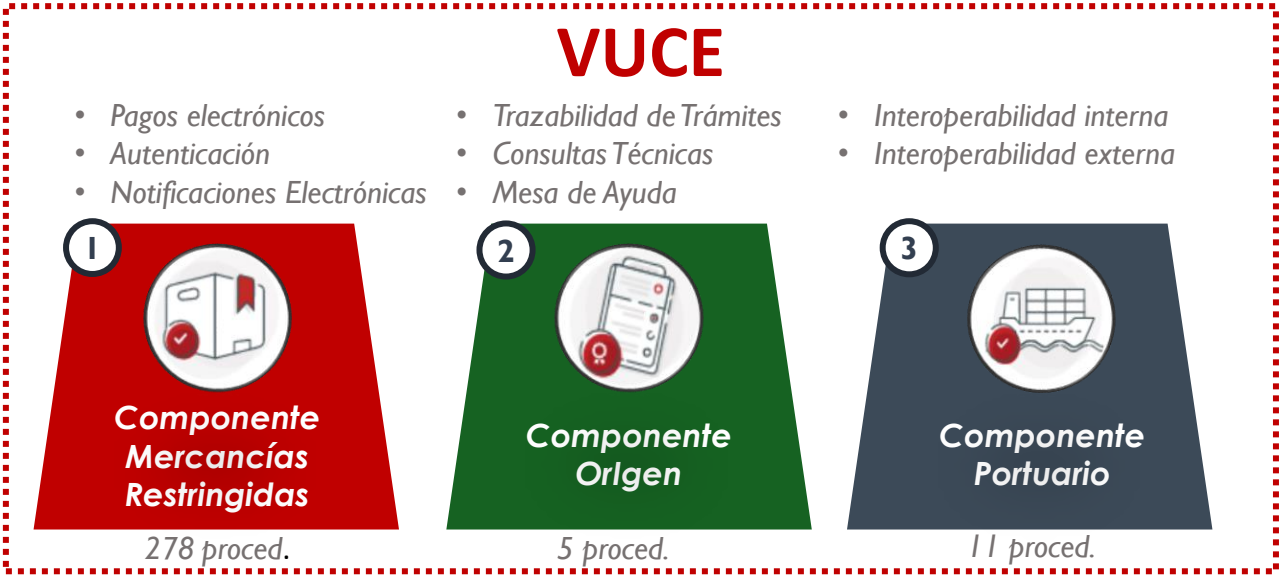 VUCE
• Pagos electrónicos
• Autenticación
• Notificaciones Electrónicas
• Trazabilidad de Trámites
• Consultas Técnicas
• Mesa de Ayuda
• Interoperabilidad interna
• Interoperabilidad externa
1
Componente
Mercancías
Restringidas
278 proced.
2
Componente
OrIgen
5 proced.
3
Componente
Portuario
11 proced.